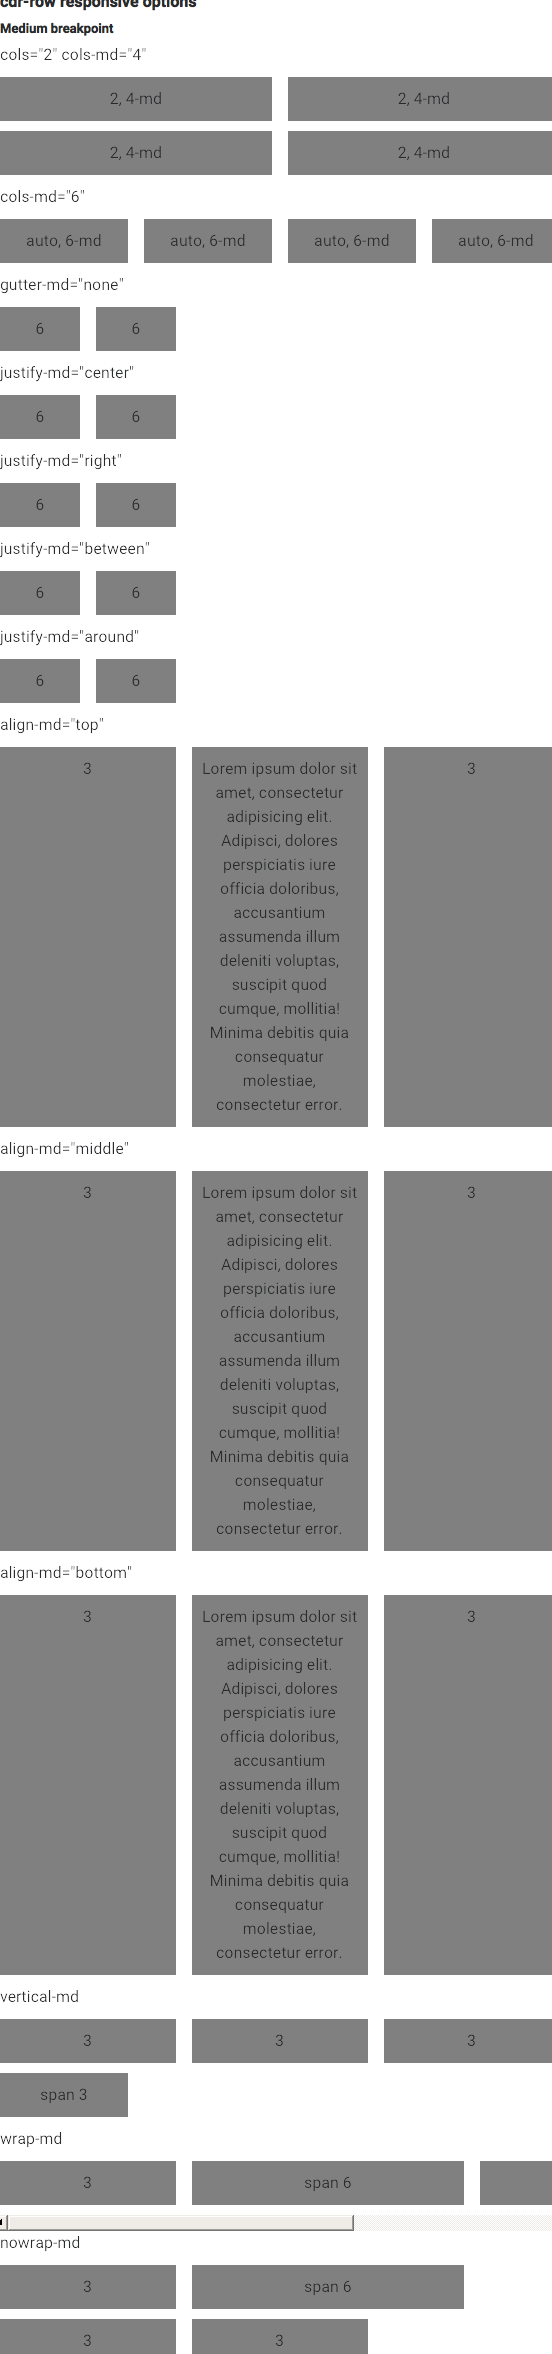 cdr-row responsive options
Medium breakpoint
cols="2" cols-md="4"
2, 4-md 2, 4-md
2, 4-md 2, 4-md
cols-md="6"
auto, 6-md auto, 6-md auto, 6-md auto, 6-md
gutter-md="none"
6 6
justify-md="center"
6 6
justify-md="right"
6 6
justify-md="between"
6 6
justify-md="around"
6 6
align-md="top"
3
Lorem ipsum dolor sit
amet, consectetur
adipisicing elit.
Adipisci, dolores
perspiciatis iure
officia doloribus,
accusantium
assumenda illum
deleniti voluptas,
suscipit quod
cumque, mollitia!
Minima debitis quia
consequatur
molestiae,
consectetur error.
3
align-md="middle"
3
Lorem ipsum dolor sit
amet, consectetur
adipisicing elit.
Adipisci, dolores
perspiciatis iure
officia doloribus,
accusantium
assumenda illum
deleniti voluptas,
suscipit quod
cumque, mollitia!
Minima debitis quia
consequatur
molestiae,
consectetur error.
3
align-md="bottom"
3
Lorem ipsum dolor sit
amet, consectetur
adipisicing elit.
Adipisci, dolores
perspiciatis iure
officia doloribus,
accusantium
assumenda illum
deleniti voluptas,
suscipit quod
cumque, mollitia!
Minima debitis quia
consequatur
molestiae,
consectetur error.
3
vertical-md
3 3 3
span 3
wrap-md
3 span 6
nowrap-md
3 span 6
3 3